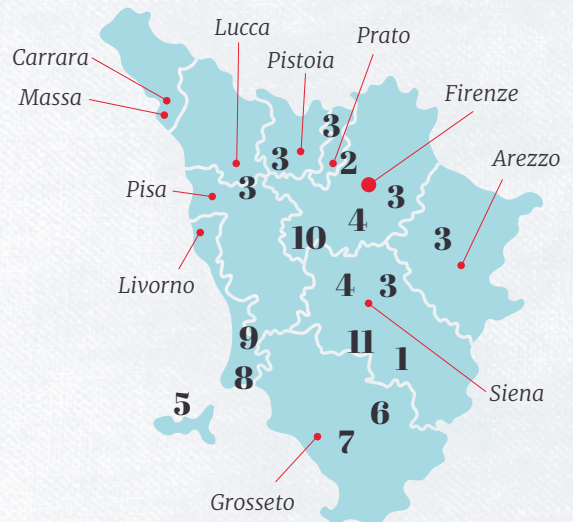 Lucca
Prato
Carrara
Pistoia
Massa
Firenze
3
2
Arezzo
3
3
3
Pisa
4
10
3
Livorno
4
3
9
11
1
8
Siena
5
6
7
Grosseto